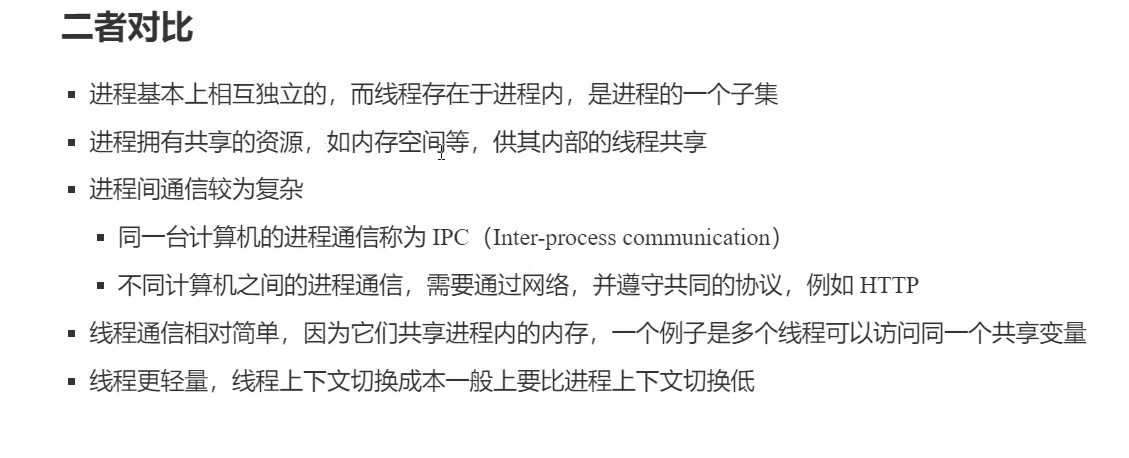 二者对比
进程基本上相互独立的，而线程存在于进程内，是进程的一个子集
进程拥有共享的资源，如内存空间等，供其内部的线程共享
进程间通信较为复杂
同一台计算机的进程通信称为 IPC（Inter-process communication）
不同计算机之间的进程通信，需要通过网络，并遵守共同的协议，例如 HTTP
线程通信相对简单，因为它们共享进程内的内存，一个例子是多个线程可以访问同一个共享变量
线程更轻量，线程上下文切换成本一般上要比进程上下文切换低